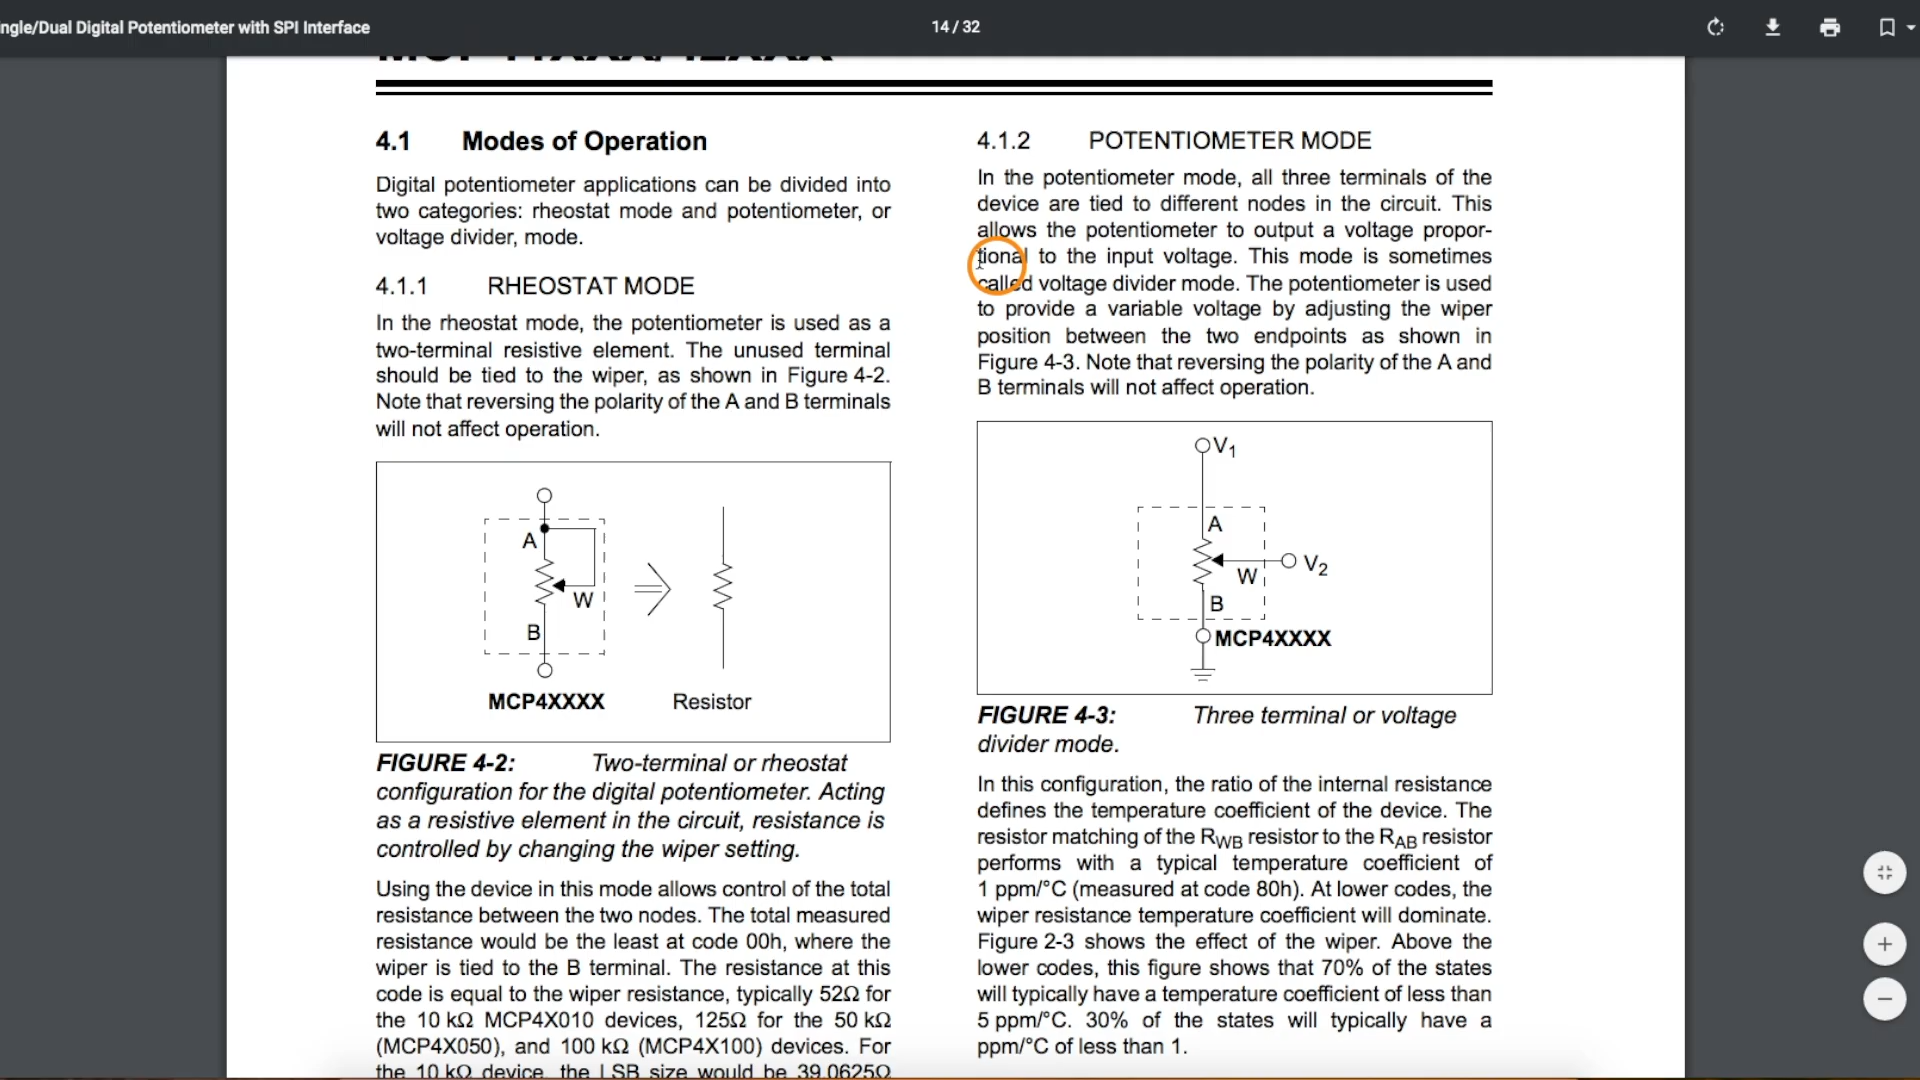 ingle/Dual Digital Potentiometer with SPI Interface
14 / 32
4.1 Modes of Operation
Digital potentiometer applications can be divided into
two categories: rheostat mode and potentiometer, or
voltage divider, mode.
4.1.1 RHEOSTAT MODE
In the rheostat mode, the potentiometer is used as a
two-terminal resistive element. The unused terminal
should be tied to the wiper, as shown in Figure 4-2.
Note that reversing the polarity of the A and B terminals
will not affect operation.
A
W
B
MCP4XXXX
Resistor
FIGURE 4-2: Two-terminal or rheostat
configuration for the digital potentiometer. Acting
as a resistive element in the circuit, resistance is
controlled by changing the wiper setting.
Using the device in this mode allows control of the total
resistance between the two nodes. The total measured
resistance would be the least at code 00h, where the
wiper is tied to the B terminal. The resistance at this
code is equal to the wiper resistance, typically 52Ω for
the 10 kΩ MCP4X010 devices, 125Ω for the 50 kΩ
(MCP4X050), and 100 kΩ (MCP4X100) devices. For
the 10 kΩ device, the LSB size would be 39.0625Ω
4.1.2 POTENTIOMETER MODE
In the potentiometer mode, all three terminals of the
device are tied to different nodes in the circuit. This
allows the potentiometer to output a voltage propor-
tional to the input voltage. This mode is sometimes
called voltage divider mode. The potentiometer is used
to provide a variable voltage by adjusting the wiper
position between the two endpoints as shown in
Figure 4-3. Note that reversing the polarity of the A and
B terminals will not affect operation.
V1
A
W
V2
B
MCP4XXXX
FIGURE 4-3: Three terminal or voltage
divider mode.
In this configuration, the ratio of the internal resistance
defines the temperature coefficient of the device. The
resistor matching of the RWB resistor to the RAB resistor
performs with a typical temperature coefficient of
1 ppm/°C (measured at code 80h). At lower codes, the
wiper resistance temperature coefficient will dominate.
Figure 2-3 shows the effect of the wiper. Above the
lower codes, this figure shows that 70% of the states
will typically have a temperature coefficient of less than
5 ppm/°C. 30% of the states will typically have a
ppm/°C of less than 1.